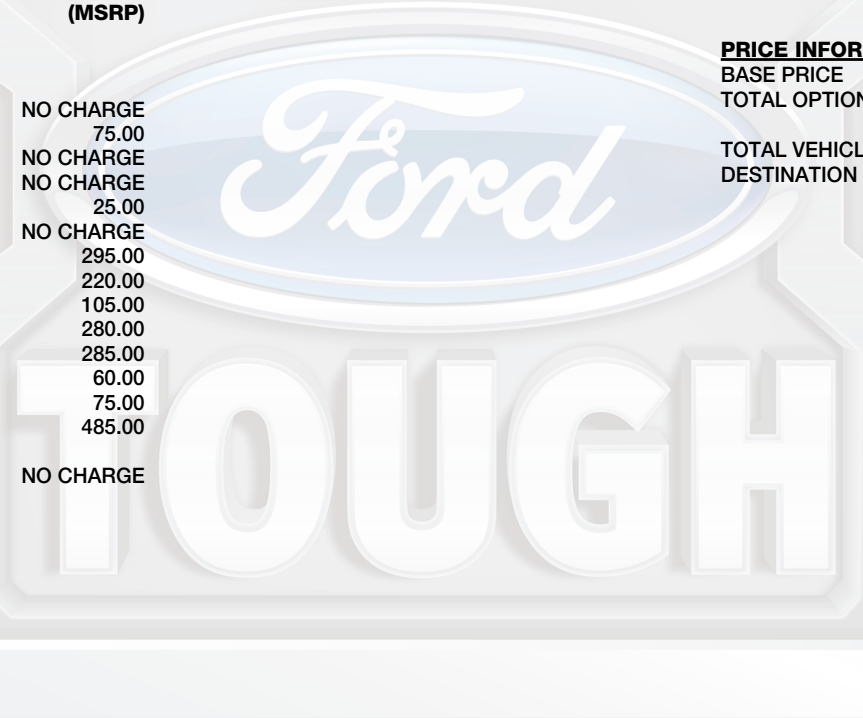 (MSRP)
NO CHARGE
75.00
NO CHARGE
NO CHARGE
25.00
NO CHARGE
295.00
220.00
105.00
280.00
285.00
60.00
75.00
485.00
NO CHARGE
PRICE INFOR
BASE PRICE
TOTAL OPTION
TOTAL VEHICL
DESTINATION
Ford
TOUGH